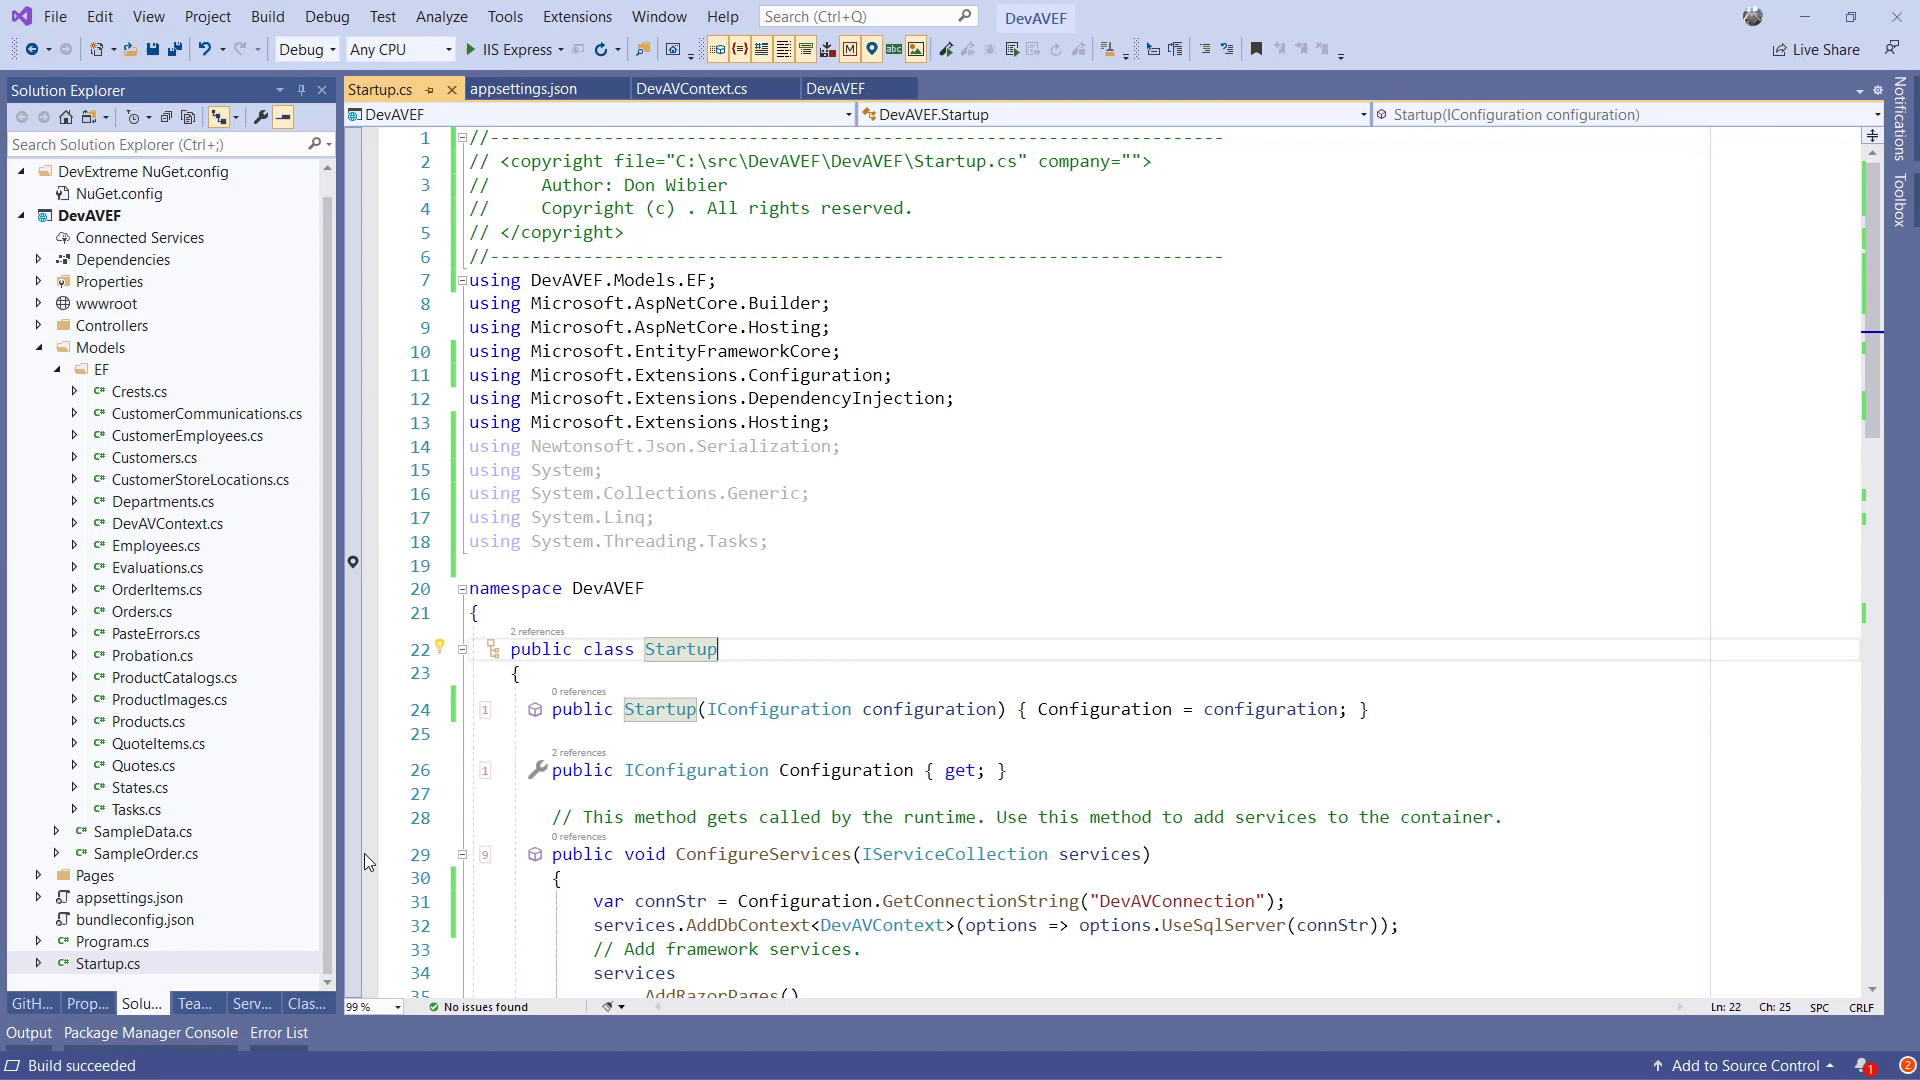 File Edit View Project Build Debug Test Analyze Tools Extensions Window Help Search (Ctrl+Q) DevAVEF
Debug Any CPU IIS Express Live Share
Solution Explorer
Search Solution Explorer (Ctrl+;)
DevExtreme NuGet.config
NuGet.config
DevAVEF
Connected Services
Dependencies
Properties
wwwroot
Controllers
Models
EF
Crests.cs
CustomerCommunications.cs
CustomerEmployees.cs
Customers.cs
CustomerStoreLocations.cs
Departments.cs
DevAVContext.cs
Employees.cs
Evaluations.cs
OrderItems.cs
Orders.cs
PasteErrors.cs
Probation.cs
ProductCatalogs.cs
ProductImages.cs
Products.cs
QuoteItems.cs
Quotes.cs
States.cs
Tasks.cs
SampleData.cs
SampleOrder.cs
Pages
appsettings.json
bundleconfig.json
Program.cs
Startup.cs
GitH... Prop... Solu... Tea... Serv... Clas...
Startup.cs appsettings.json DevAVContext.cs DevAVEF
DevAVEF DevAVEF.Startup Startup(IConfiguration configuration)
1 //-----------------------------------------------------------------------
2 // <copyright file="C:\src\DevAVEF\DevAVEF\Startup.cs" company="">
3 //     Author: Don Wibier
4 //     Copyright (c) . All rights reserved.
5 // </copyright>
6 //-----------------------------------------------------------------------
7 using DevAVEF.Models.EF;
8 using Microsoft.AspNetCore.Builder;
9 using Microsoft.AspNetCore.Hosting;
10 using Microsoft.EntityFrameworkCore;
11 using Microsoft.Extensions.Configuration;
12 using Microsoft.Extensions.DependencyInjection;
13 using Microsoft.Extensions.Hosting;
14 using Newtonsoft.Json.Serialization;
15 using System;
16 using System.Collections.Generic;
17 using System.Linq;
18 using System.Threading.Tasks;
19
20 namespace DevAVEF
21 {
2 references
22 public class Startup
23 {
0 references
24 1 public Startup(IConfiguration configuration) { Configuration = configuration; }
25
2 references
26 1 public IConfiguration Configuration { get; }
27
28 // This method gets called by the runtime. Use this method to add services to the container.
0 references
29 9 public void ConfigureServices(IServiceCollection services)
30 {
31 var connStr = Configuration.GetConnectionString("DevAVConnection");
32 services.AddDbContext<DevAVContext>(options => options.UseSqlServer(connStr));
33 // Add framework services.
34 services
35 .AddRazorPages()
99 % No issues found Ln: 22 Ch: 25 SPC CRLF
Notifications
Toolbox
Output Package Manager Console Error List
Build succeeded Add to Source Control 1 2